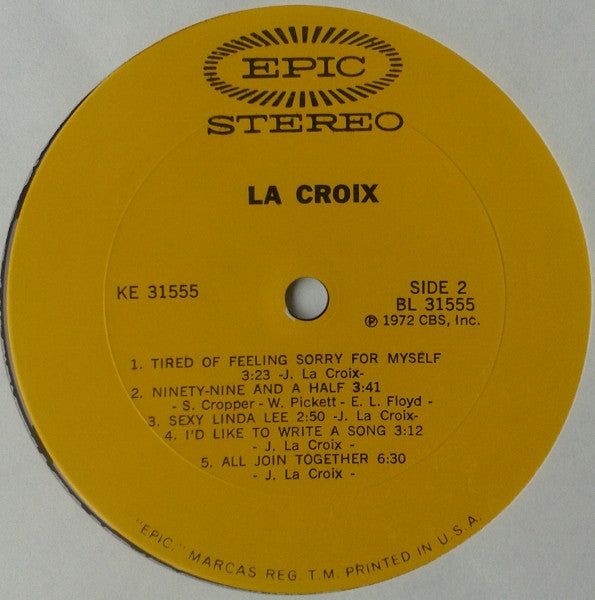 EPIC
STEREO
LA CROIX
KE 31555
SIDE 2
BL 31555
℗ 1972 CBS, Inc.
1. TIRED OF FEELING SORRY FOR MYSELF
3:23 -J. La Croix-
2. NINETY-NINE AND A HALF 3:41
- S. Cropper - W. Pickett - E. L. Floyd -
3. SEXY LINDA LEE 2:50 -J. La Croix-
4. I'D LIKE TO WRITE A SONG 3:12
- J. La Croix -
5. ALL JOIN TOGETHER 6:30
- J. La Croix -
"EPIC," MARCAS REG. T.M. PRINTED IN U.S.A.